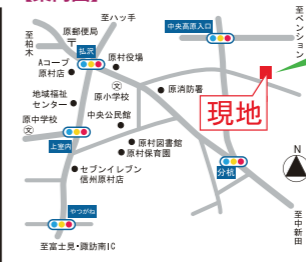 至ハッ手
至柏木
原郵便局
中央高原入口
至ペンション
払沢
原村役場
Aコープ
原村店
文
原小学校
原消防署
地域福祉
センター
現地
原中学校
文
中央公民館
上室内
原村図書館
原村保育園
セブンイレブン
信州原村店
分杭
N
やつがね
至中新田
至富士見・諏訪南IC